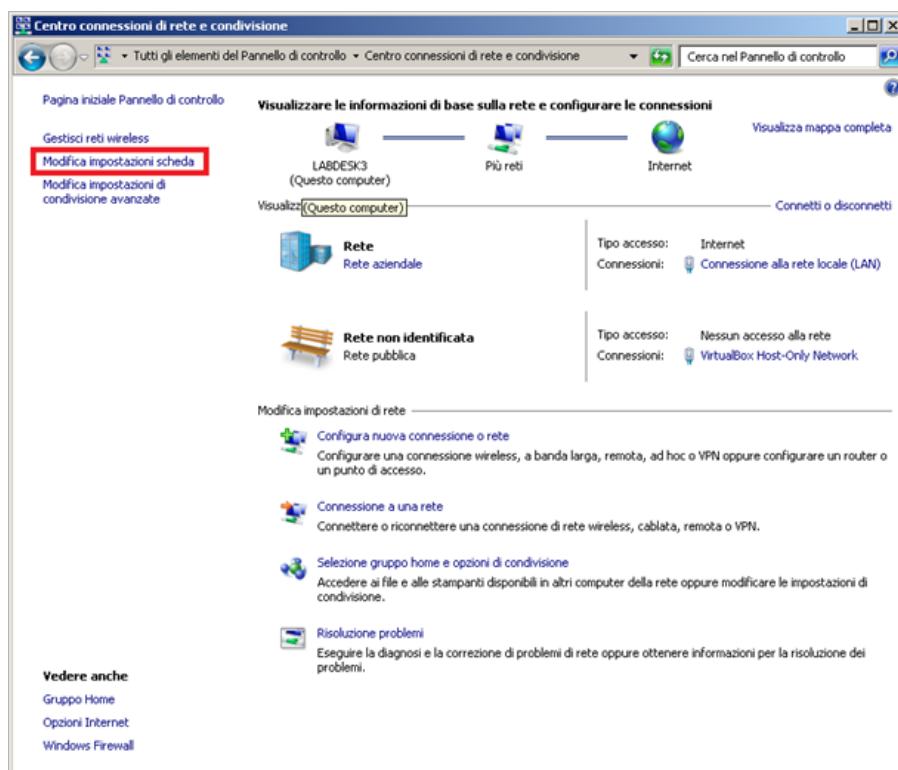 Centro connessioni di rete e condivisione
Tutti gli elementi del Pannello di controllo
Centro connessioni di rete e condivisione
Cerca nel Pannello di controllo
Pagina iniziale Pannello di controllo
Gestisci reti wireless
Modifica impostazioni scheda
Modifica impostazioni di
condivisione avanzate
Visualizzare le informazioni di base sulla rete e configurare le connessioni
Visualizza mappa completa
LABDESK3
(Questo computer)
Più reti
Internet
(Questo computer)
Connetti o disconnetti
Rete
Rete aziendale
Tipo accesso: Internet
Connessioni: Connessione alla rete locale (LAN)
Rete non identificata
Rete pubblica
Tipo accesso: Nessun accesso alla rete
Connessioni: VirtualBox Host-Only Network
Modifica impostazioni di rete
Configura nuova connessione o rete
Configurare una connessione wireless, a banda larga, remota, ad hoc o VPN oppure configurare un router o
un punto di accesso.
Connessione a una rete
Connettere o riconnettere una connessione di rete wireless, cablata, remota o VPN.
Selezione gruppo home e opzioni di condivisione
Accedere ai file e alle stampanti disponibili in altri computer della rete oppure modificare le impostazioni di
condivisione.
Risoluzione problemi
Eseguire la diagnosi e la correzione di problemi di rete oppure ottenere informazioni per la risoluzione dei
problemi.
Vedere anche
Gruppo Home
Opzioni Internet
Windows Firewall